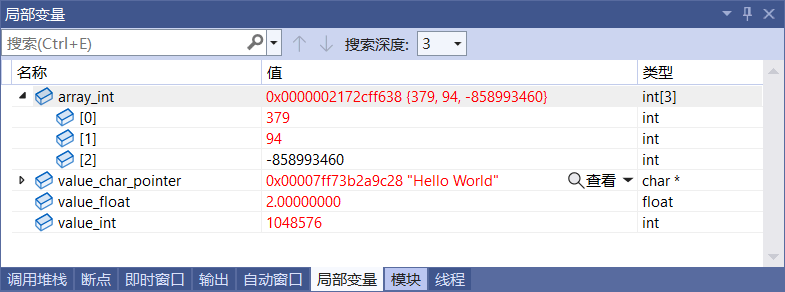 局部变量
搜索(Ctrl+E) 搜索深度: 3
名称 值 类型
array_int 0x0000002172cff638 {379, 94, -858993460} int[3]
[0] 379 int
[1] 94 int
[2] -858993460 int
value_char_pointer 0x00007ff73b2a9c28 "Hello World" 查看 char *
value_float 2.00000000 float
value_int 1048576 int
调用堆栈 断点 即时窗口 输出 自动窗口 局部变量 模块 线程